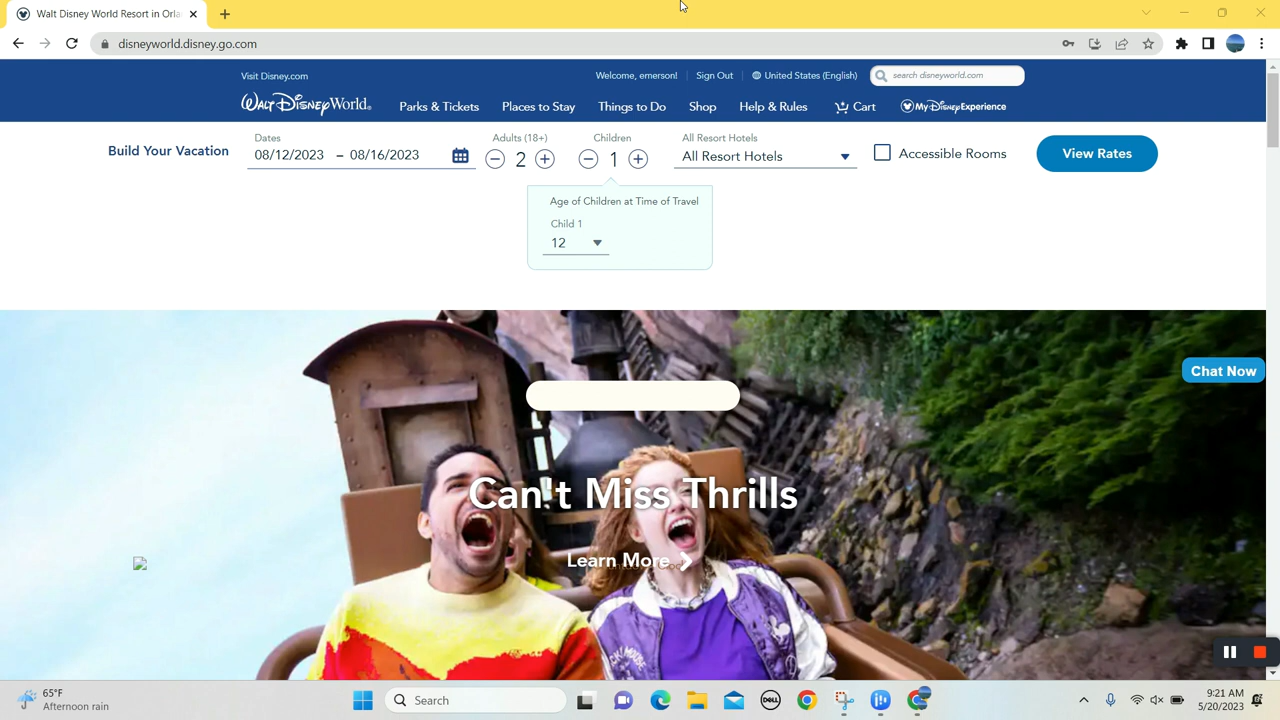 Walt Disney World Resort in Orla
disneyworld.disney.go.com
Visit Disney.com
Welcome, emerson!
Sign Out
United States (English)
search disneyworld.com
Walt Disney World.
Parks & Tickets
Places to Stay
Things to Do
Shop
Help & Rules
Cart
My Disney Experience
Build Your Vacation
Dates
08/12/2023 – 08/16/2023
Adults (18+)
2
Children
1
All Resort Hotels
All Resort Hotels
Accessible Rooms
View Rates
Age of Children at Time of Travel
Child 1
12
Chat Now
Can't Miss Thrills
Learn More
65°F
Afternoon rain
Search
DELL
9:21 AM
5/20/2023